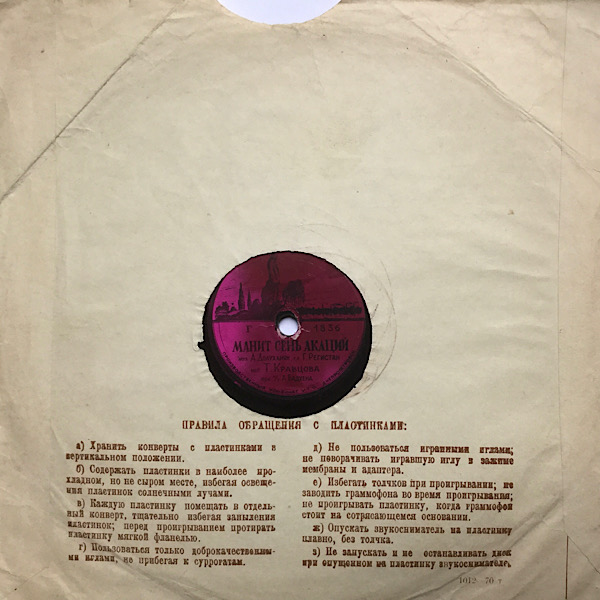 Г 1836
МАНИТ СЕНЬ АКАЦИЙ
Г. РЕГИСТАН
Т. КРАВЦОВА
ПРАВИЛА ОБРАЩЕНИЯ С ПЛАСТИНКАМИ:
а) Хранить конверты с пластинками в
вертикальном положении.
б) Содержать пластинки в наиболее про-
хладном, но не сыром месте, избегая освеще-
ния пластинок солнечными лучами.
в) Каждую пластинку помещать в отдель-
ный конверт, тщательно избегая запыления
пластинок; перед проигрыванием протирать
пластинку мягкой фланелью.
г) Пользоваться только доброкачественны-
ми иглами, не прибегая к суррогатам.
д) Не пользоваться игранными иглами;
не поворачивать игравшую иглу в зажиме
мембраны и адаптера.
е) Избегать толчков при проигрывании; не
заводить граммофона во время проигрывания;
не проигрывать пластинку, когда граммофон
стоит на сотрясающемся основании.
ж) Опускать звукосниматель на пластинку
плавно, без толчка.
з) Не запускать и не останавливать диск
при опущенном на пластинку звукоснимателе.
1012—70 т